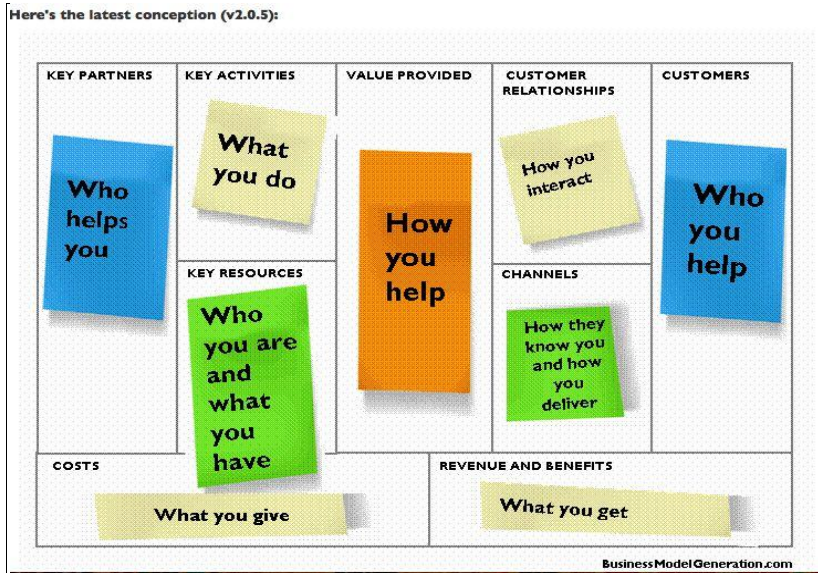 Here's the latest conception (v2.0.5):
KEY PARTNERS
Who
helps
you
KEY ACTIVITIES
What
you do
KEY RESOURCES
Who
you are
and
what
you
have
VALUE PROVIDED
How
you
help
CUSTOMER
RELATIONSHIPS
How you
interact
CHANNELS
How they
know you
and how
you
deliver
CUSTOMERS
Who
you
help
COSTS
What you give
REVENUE AND BENEFITS
What you get
BusinessModelGeneration.com